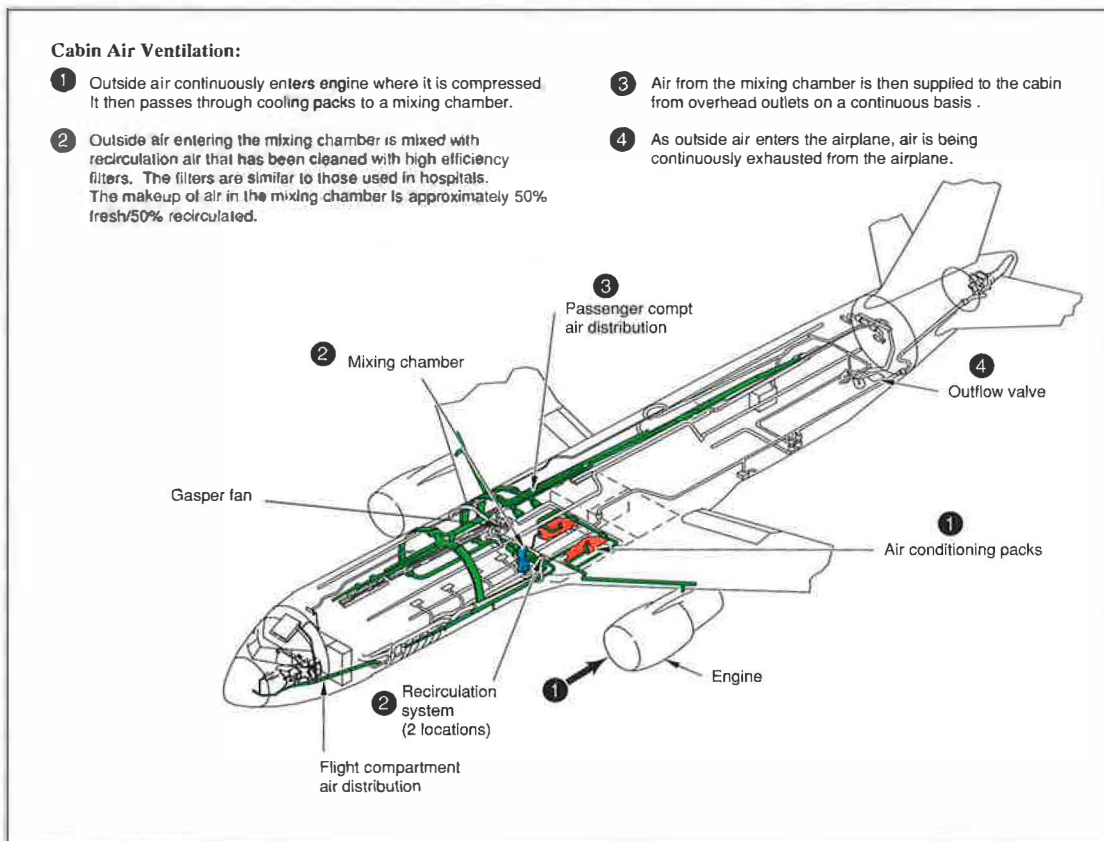 Cabin Air Ventilation:
1 Outside air continuously enters engine where it is compressed
It then passes through cooling packs to a mixing chamber.
2 Outside air entering the mixing chamber is mixed with
recirculation air that has been cleaned with high efficiency
filters. The filters are similar to those used in hospitals.
The makeup of air in the mixing chamber is approximately 50%
fresh/50% recirculated.
3 Air from the mixing chamber is then supplied to the cabin
from overhead outlets on a continuous basis .
4 As outside air enters the airplane, air is being
continuously exhausted from the airplane.
3
Passenger compt
air distribution
2 Mixing chamber
4
Outflow valve
Gasper fan
1
Air conditioning packs
1
Engine
2 Recirculation
system
(2 locations)
Flight compartment
air distribution